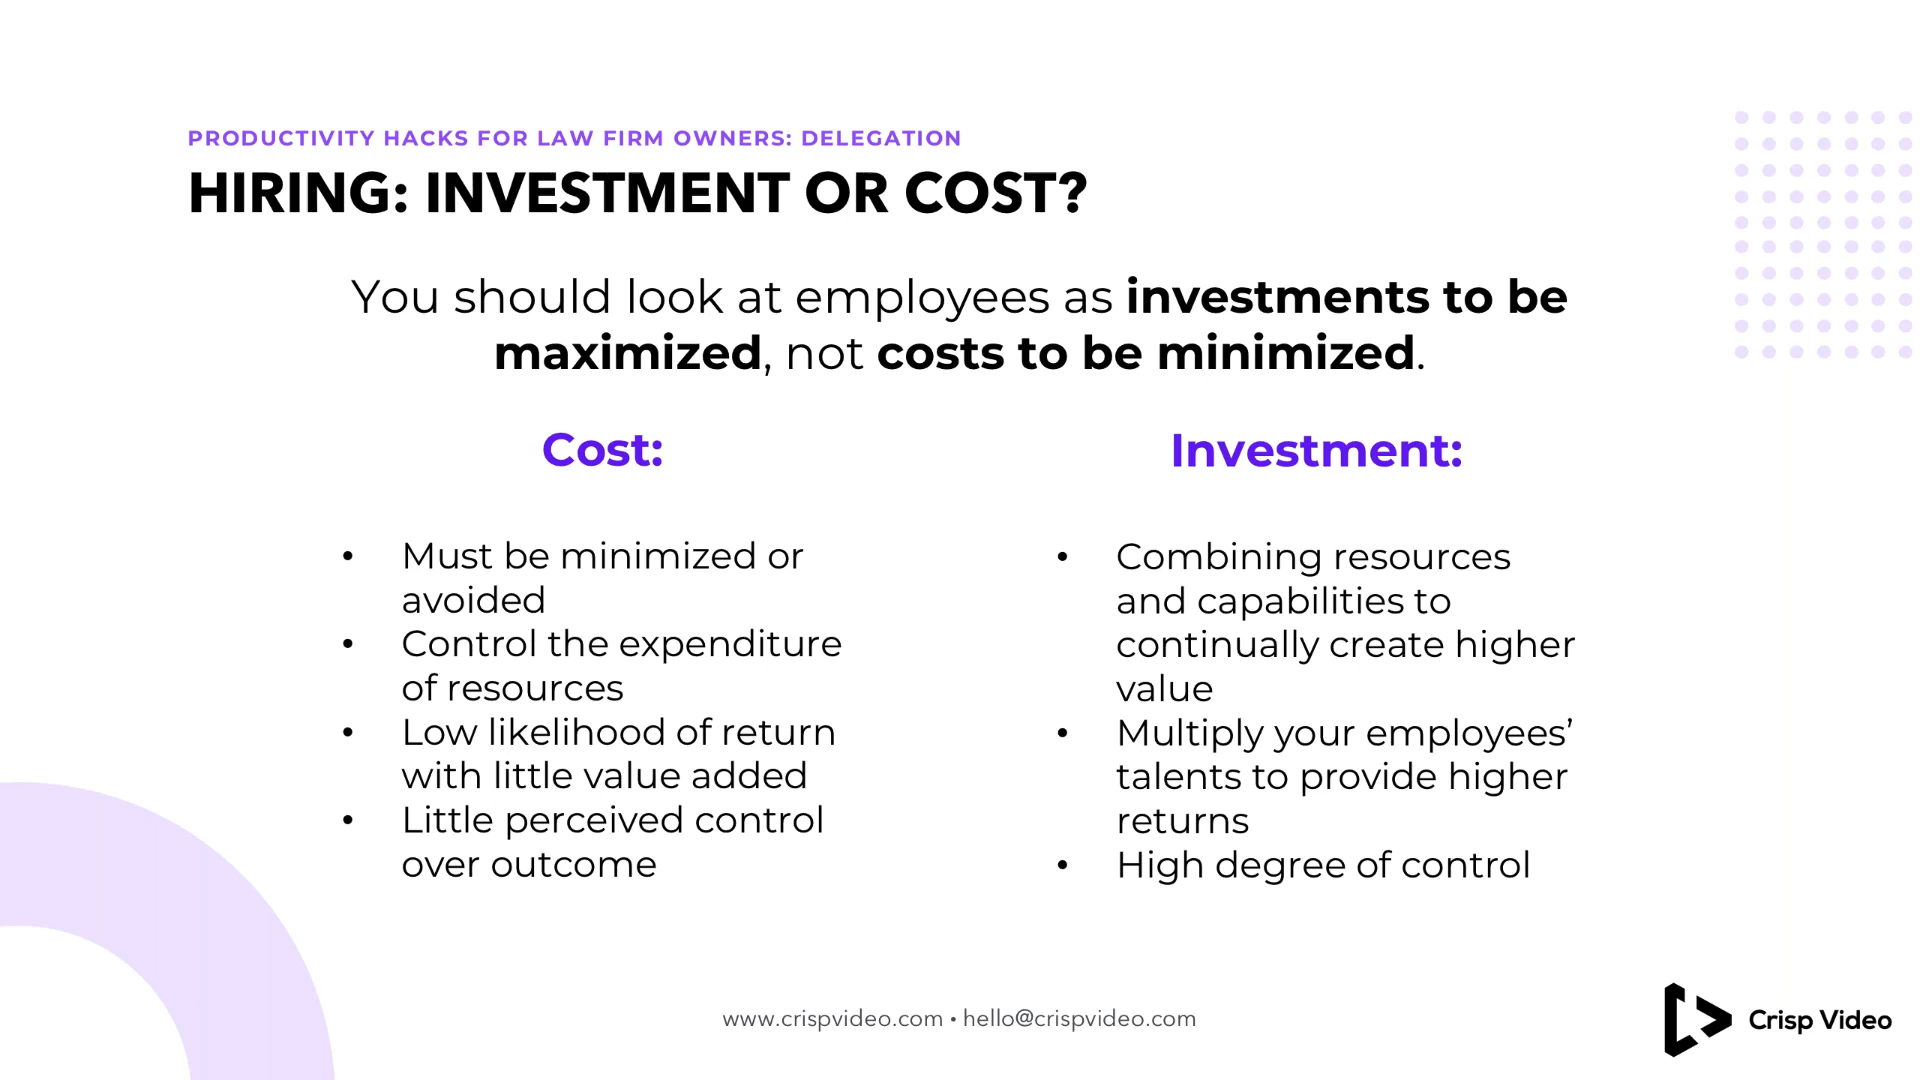 PRODUCTIVITY HACKS FOR LAW FIRM OWNERS: DELEGATION
HIRING: INVESTMENT OR COST?
You should look at employees as investments to be
maximized, not costs to be minimized.
Cost:
• Must be minimized or
avoided
• Control the expenditure
of resources
• Low likelihood of return
with little value added
• Little perceived control
over outcome
Investment:
• Combining resources
and capabilities to
continually create higher
value
• Multiply your employees’
talents to provide higher
returns
• High degree of control
www.crispvideo.com • hello@crispvideo.com
Crisp Video